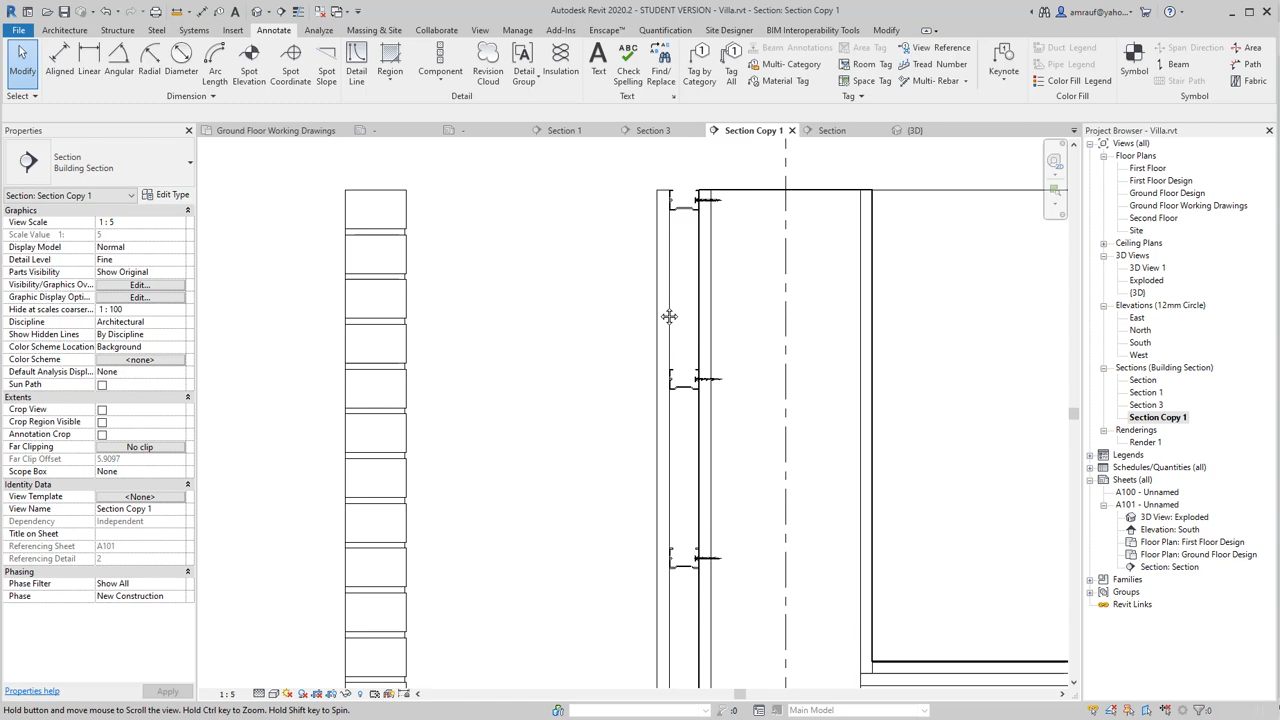 Autodesk Revit 2020.2 - STUDENT VERSION - Villa.rvt - Section: Section Copy 1
amrauf@yaho...
File Architecture Structure Steel Systems Insert Annotate Analyze Massing & Site Collaborate View Manage Add-Ins Enscape™ Quantification Site Designer BIM Interoperability Tools Modify
Modify Aligned Linear Angular Radial Diameter Arc Length Spot Elevation Spot Coordinate Spot Slope Detail Line Region Component Revision Cloud Detail Group Insulation Text Check Spelling Find/ Replace Tag by Category Tag All Beam Annotations Multi- Category Material Tag Area Tag Room Tag Space Tag View Reference Tread Number Multi- Rebar Keynote Duct Legend Pipe Legend Color Fill Legend Symbol Span Direction Beam Stair Path Area Path Fabric
Select Dimension Detail Text Tag Color Fill Symbol
Properties
Section
Building Section
Section: Section Copy 1 Edit Type
Graphics
View Scale 1 : 5
Scale Value 1: 5
Display Model Normal
Detail Level Fine
Parts Visibility Show Original
Visibility/Graphics Ov... Edit...
Graphic Display Opti... Edit...
Hide at scales coarser... 1 : 100
Discipline Architectural
Show Hidden Lines By Discipline
Color Scheme Location Background
Color Scheme <none>
Default Analysis Displ... None
Sun Path
Extents
Crop View
Crop Region Visible
Annotation Crop
Far Clipping No clip
Far Clip Offset 5.9097
Scope Box None
Identity Data
View Template <None>
View Name Section Copy 1
Dependency Independent
Title on Sheet
Referencing Sheet A101
Referencing Detail 2
Phasing
Phase Filter Show All
Phase New Construction
Properties help Apply
Ground Floor Working Drawings - - Section 1 Section 3 Section Copy 1 Section {3D}
Project Browser - Villa.rvt
Views (all)
Floor Plans
First Floor
First Floor Design
Ground Floor Design
Ground Floor Working Drawings
Second Floor
Site
Ceiling Plans
3D Views
3D View 1
Exploded
{3D}
Elevations (12mm Circle)
East
North
South
West
Sections (Building Section)
Section
Section 1
Section 3
Section Copy 1
Renderings
Render 1
Legends
Schedules/Quantities (all)
Sheets (all)
A100 - Unnamed
A101 - Unnamed
3D View: Exploded
Elevation: South
Floor Plan: First Floor Design
Floor Plan: Ground Floor Design
Section: Section
Families
Groups
Revit Links
1 : 5
Hold button and move mouse to Scroll the view. Hold Ctrl key to Zoom. Hold Shift key to Spin. :0 Main Model :0